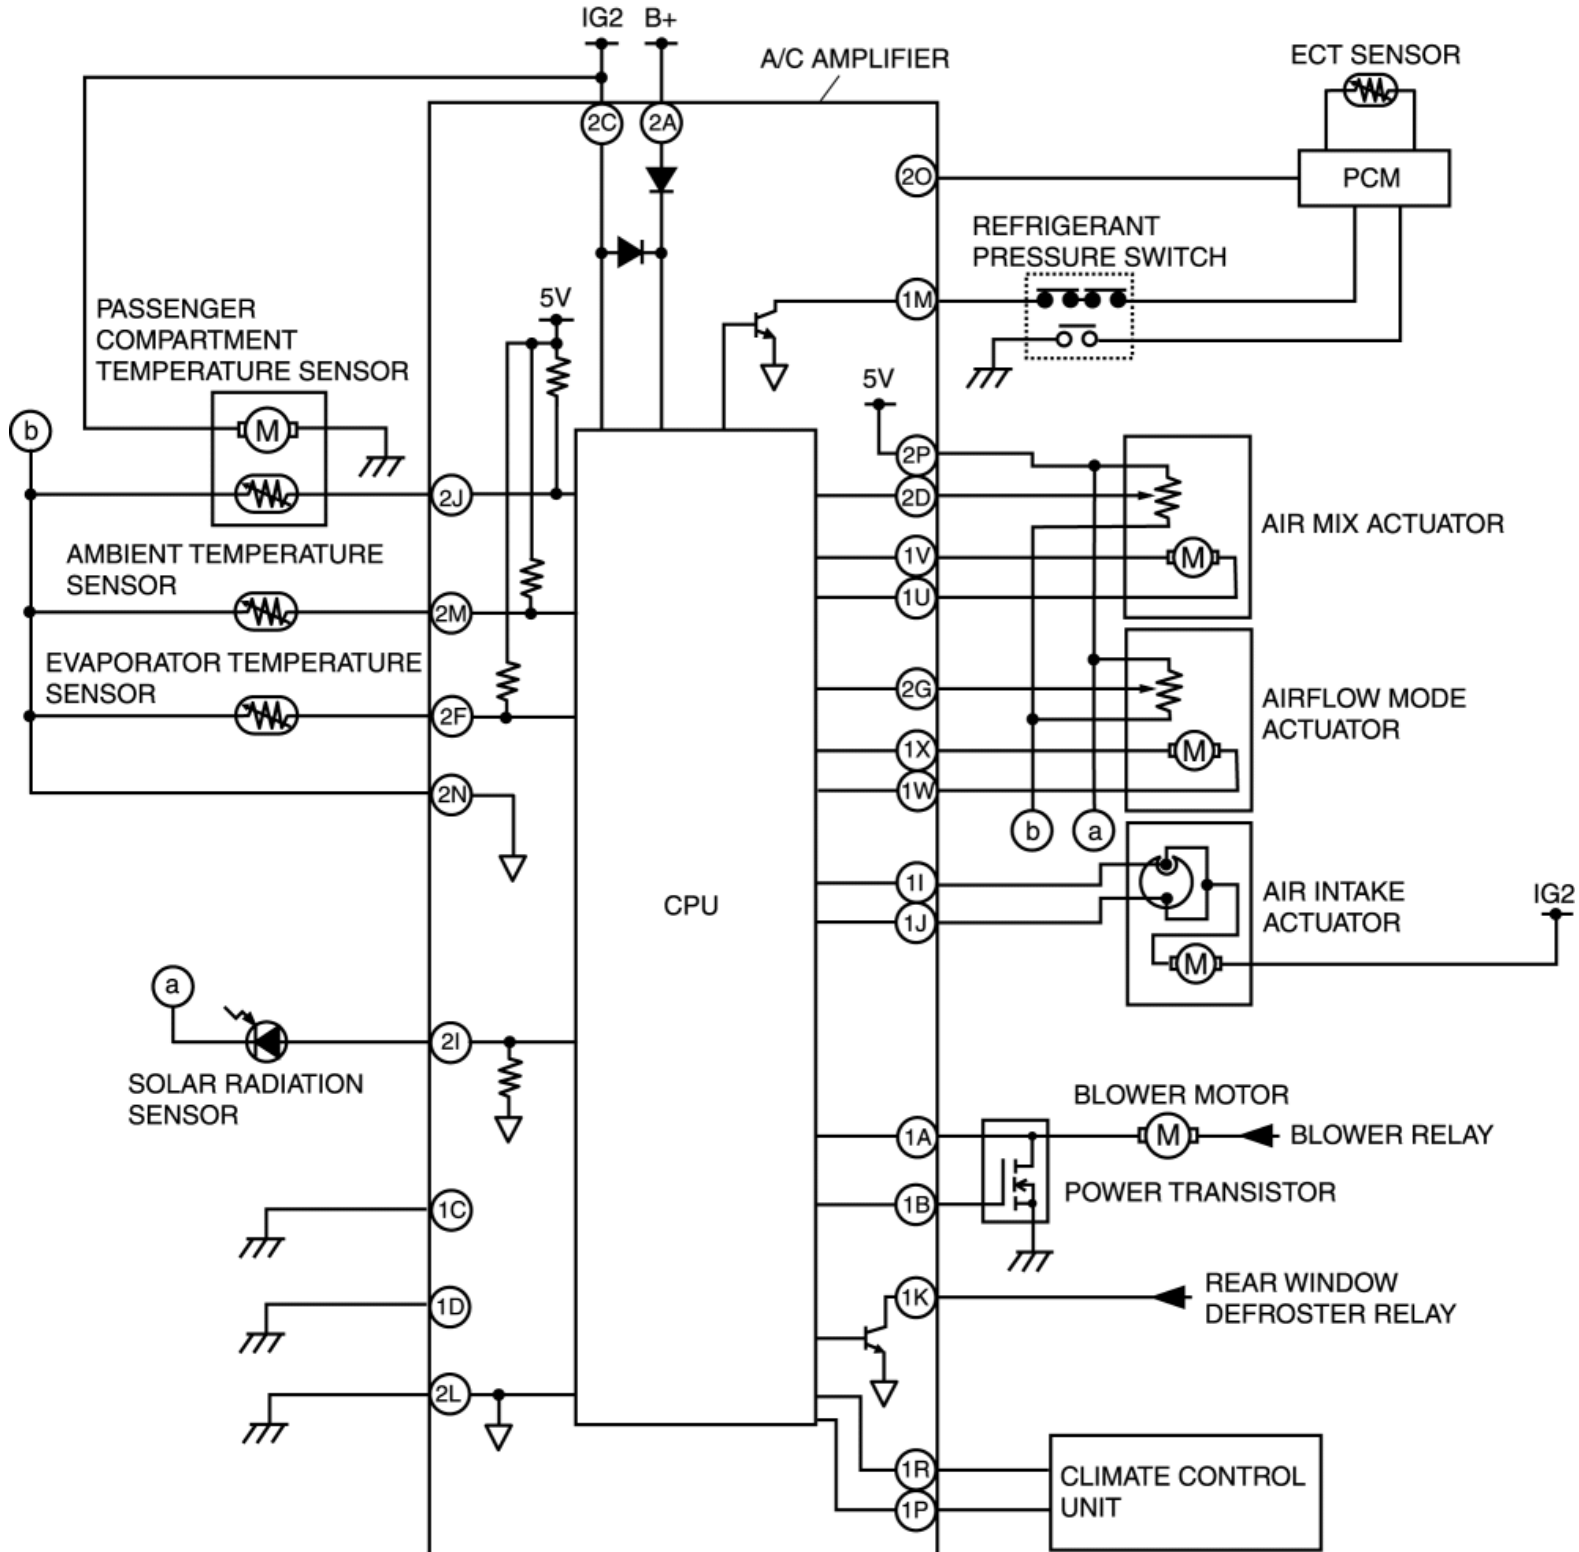 IG2 B+
A/C AMPLIFIER
ECT SENSOR
2C
2A
2O
PCM
REFRIGERANT
PRESSURE SWITCH
5V
1M
PASSENGER
COMPARTMENT
TEMPERATURE SENSOR
5V
b
M
2P
2J
2D
AIR MIX ACTUATOR
AMBIENT TEMPERATURE
SENSOR
1V
M
1U
2M
EVAPORATOR TEMPERATURE
SENSOR
2G
AIRFLOW MODE
ACTUATOR
2F
1X
M
1W
2N
b
a
CPU
1I
1J
AIR INTAKE
ACTUATOR
IG2
M
a
2I
SOLAR RADIATION
SENSOR
BLOWER MOTOR
1A
M
BLOWER RELAY
1B
POWER TRANSISTOR
1C
1K
REAR WINDOW
DEFROSTER RELAY
1D
2L
1R
1P
CLIMATE CONTROL
UNIT